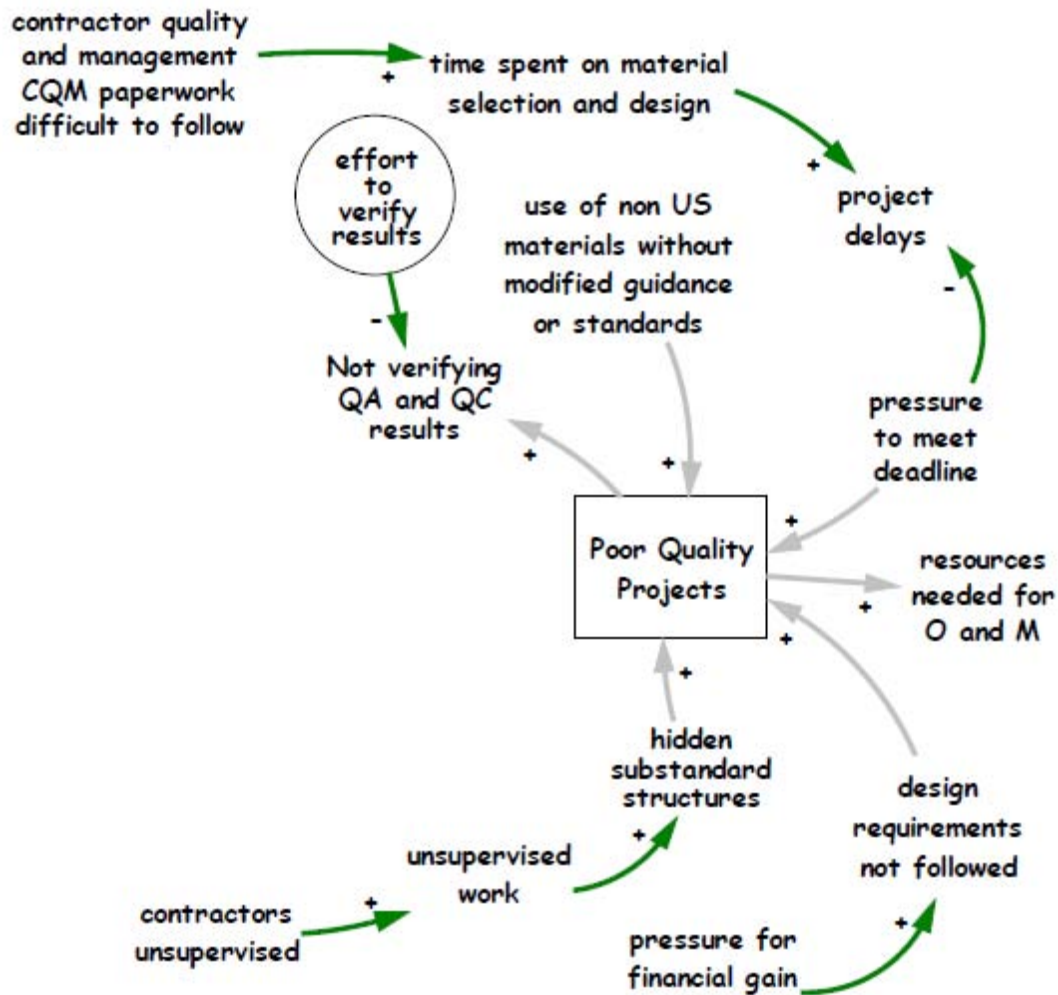 contractor quality
and management
CQM paperwork
difficult to follow
+
time spent on material
selection and design
+
project
delays
effort
to
verify
results
-
use of non US
materials without
modified guidance
or standards
-
Not verifying
QA and QC
results
pressure
to meet
deadline
+
+
+
Poor Quality
Projects
resources
needed for
O and M
+
+
+
hidden
substandard
structures
design
requirements
not followed
+
unsupervised
work
+
contractors
unsupervised
+
pressure for
financial gain